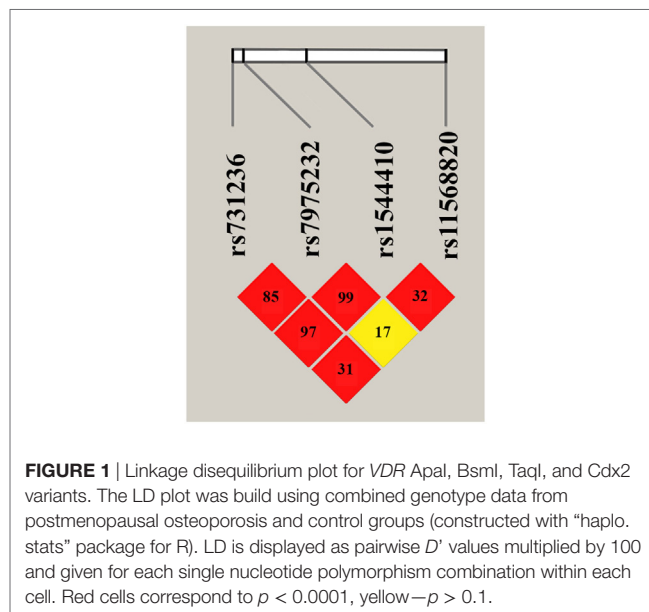 rs731236
rs7975232
rs1544410
rs11568820
85 99 32
97 17
31
FIGURE 1 | Linkage disequilibrium plot for VDR ApaI, BsmI, TaqI, and Cdx2
variants. The LD plot was build using combined genotype data from
postmenopausal osteoporosis and control groups (constructed with “haplo.
stats” package for R). LD is displayed as pairwise D’ values multiplied by 100
and given for each single nucleotide polymorphism combination within each
cell. Red cells correspond to p < 0.0001, yellow—p > 0.1.